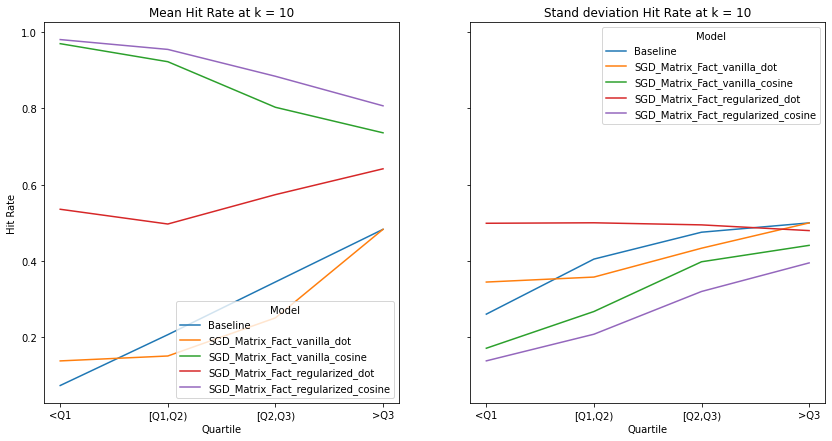 Mean Hit Rate at k = 10
Hit Rate
1.0
0.8
0.6
0.4
0.2
Model
Baseline
SGD_Matrix_Fact_vanilla_dot
SGD_Matrix_Fact_vanilla_cosine
SGD_Matrix_Fact_regularized_dot
SGD_Matrix_Fact_regularized_cosine
<Q1
[Q1,Q2)
[Q2,Q3)
>Q3
Quartile
Stand deviation Hit Rate at k = 10
Model
Baseline
SGD_Matrix_Fact_vanilla_dot
SGD_Matrix_Fact_vanilla_cosine
SGD_Matrix_Fact_regularized_dot
SGD_Matrix_Fact_regularized_cosine
<Q1
[Q1,Q2)
[Q2,Q3)
>Q3
Quartile